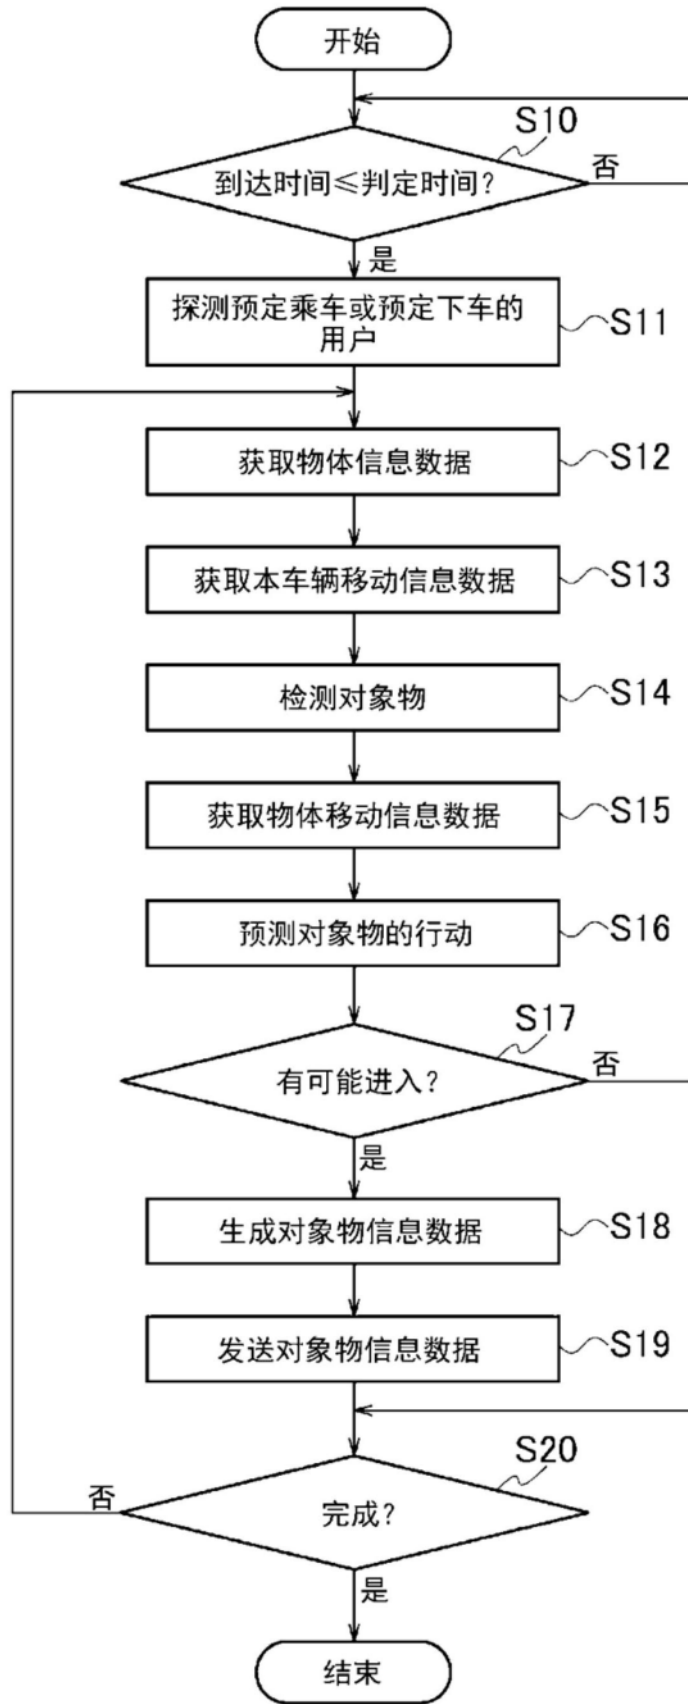 开始
S10
到达时间≤判定时间?
否
是
探测预定乘车或预定下车的
用户
S11
获取物体信息数据
S12
获取本车辆移动信息数据
S13
检测对象物
S14
获取物体移动信息数据
S15
预测对象物的行动
S16
S17
有可能进入?
否
是
生成对象物信息数据
S18
发送对象物信息数据
S19
S20
否
完成?
是
结束